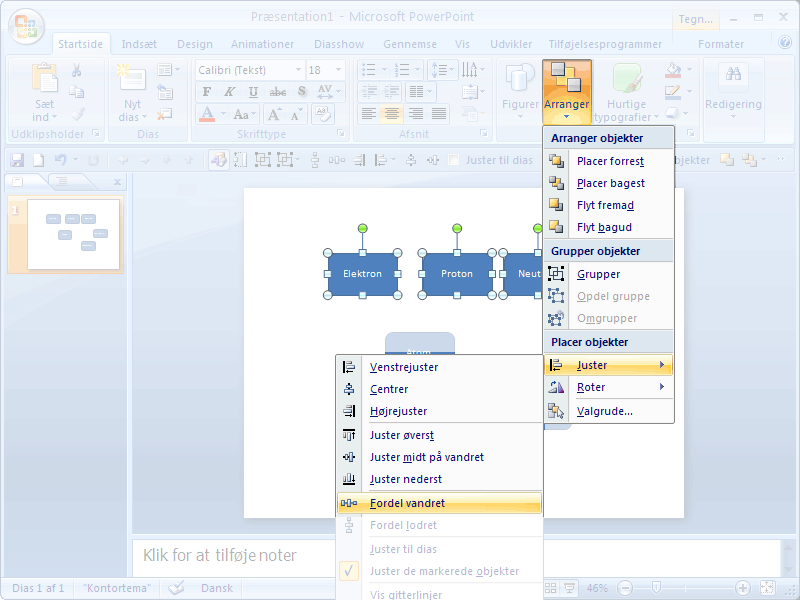 Præsentation1 - Microsoft PowerPoint
Tegn...
Startside Indsæt Design Animationer Diasshow Gennemse Vis Udvikler Tilføjelsesprogrammer Formater
Calibri (Tekst) 18
Sæt ind
Nyt dias
F K U abc S AV
A Aa A A AB
Figurer
Arranger
Hurtige typografier
Redigering
Udklipsholder Dias Skrifttype Afsnit
Juster til dias
objekter
Arranger objekter
Placer forrest
Placer bagest
Flyt fremad
Flyt bagud
Grupper objekter
Grupper
Opdel gruppe
Omgrupper
Placer objekter
Juster
Roter
Valgrude...
1
Elektron Proton Neut
Atom
Venstrejuster
Centrer
Højrejuster
Juster øverst
Juster midt på vandret
Juster nederst
Fordel vandret
Fordel lodret
Juster til dias
Juster de markerede objekter
Vis gitterlinjer
Klik for at tilføje noter
Dias 1 af 1 "Kontortema" Dansk 46%